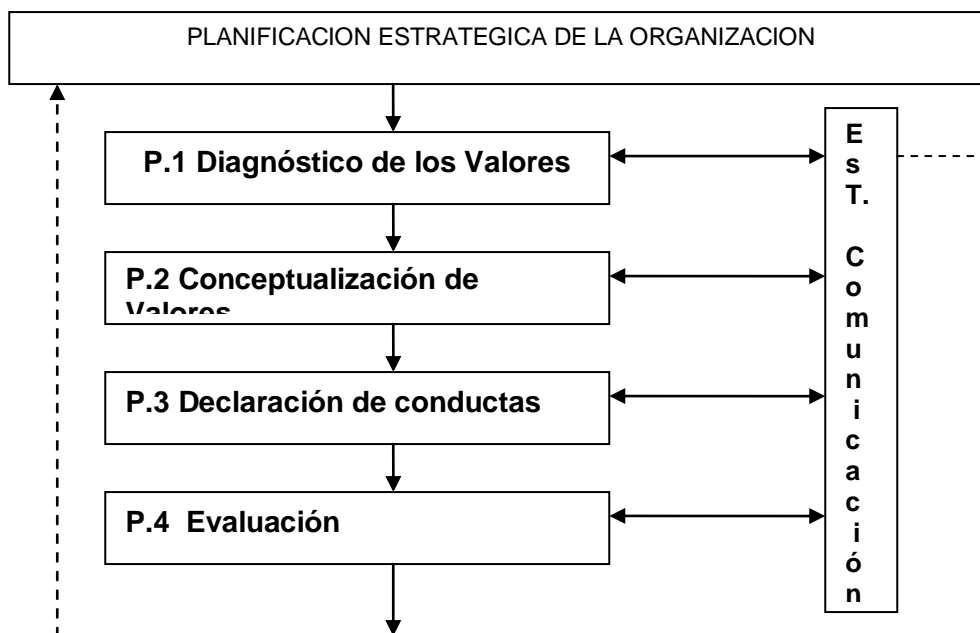 PLANIFICACION ESTRATEGICA DE LA ORGANIZACION
P.1 Diagnóstico de los Valores
P.2 Conceptualización de
Valores
P.3 Declaración de conductas
P.4  Evaluación
EsT. Comunicación